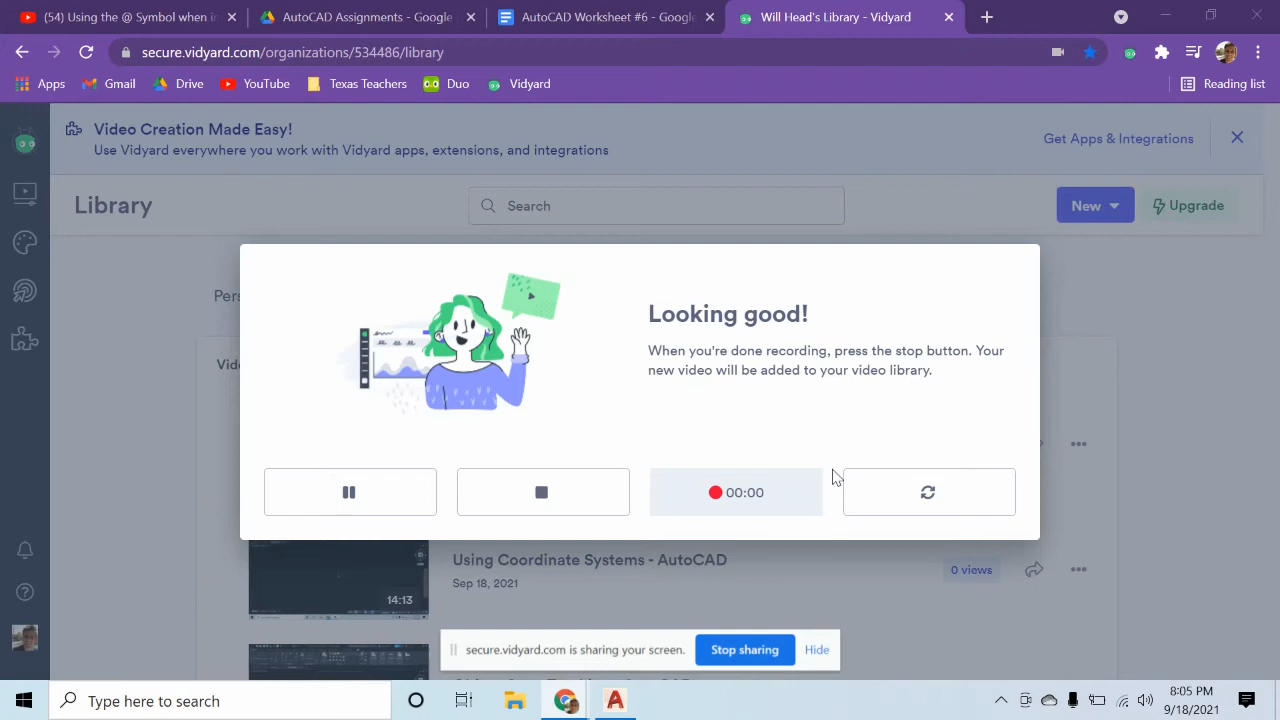 (54) Using the @ Symbol when i
AutoCAD Assignments - Google
AutoCAD Worksheet #6 - Google
Will Head's Library - Vidyard
secure.vidyard.com/organizations/534486/library
Apps
Gmail
Drive
YouTube
Texas Teachers
Duo
Vidyard
Reading list
Video Creation Made Easy!
Use Vidyard everywhere you work with Vidyard apps, extensions, and integrations
Get Apps & Integrations
Library
Search
New
Upgrade
Pers
Looking good!
When you're done recording, press the stop button. Your
new video will be added to your video library.
Vide
00:00
Using Coordinate Systems - AutoCAD
Sep 18, 2021
0 views
14:13
secure.vidyard.com is sharing your screen.
Stop sharing
Hide
Type here to search
8:05 PM
9/18/2021